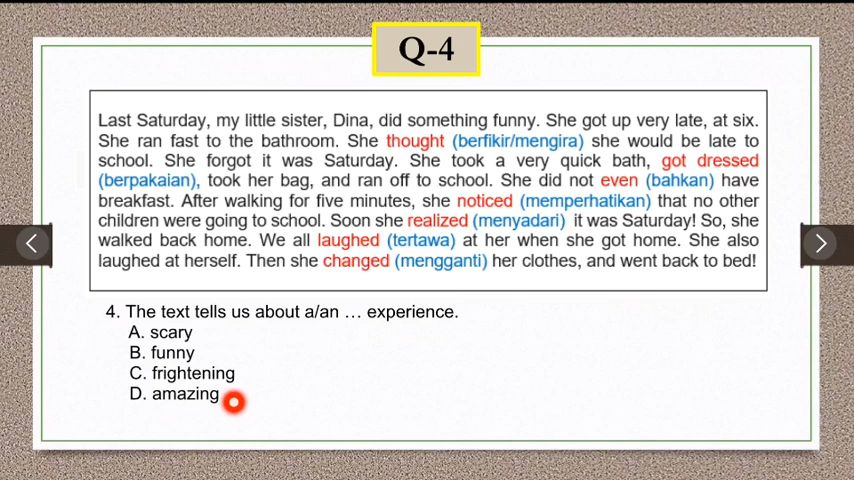 Q-4
Last Saturday, my little sister, Dina, did something funny. She got up very late, at six.
She ran fast to the bathroom. She thought (berfikir/mengira) she would be late to
school. She forgot it was Saturday. She took a very quick bath, got dressed
(berpakaian), took her bag, and ran off to school. She did not even (bahkan) have
breakfast. After walking for five minutes, she noticed (memperhatikan) that no other
children were going to school. Soon she realized (menyadari) it was Saturday! So, she
walked back home. We all laughed (tertawa) at her when she got home. She also
laughed at herself. Then she changed (mengganti) her clothes, and went back to bed!
4. The text tells us about a/an … experience.
A. scary
B. funny
C. frightening
D. amazing